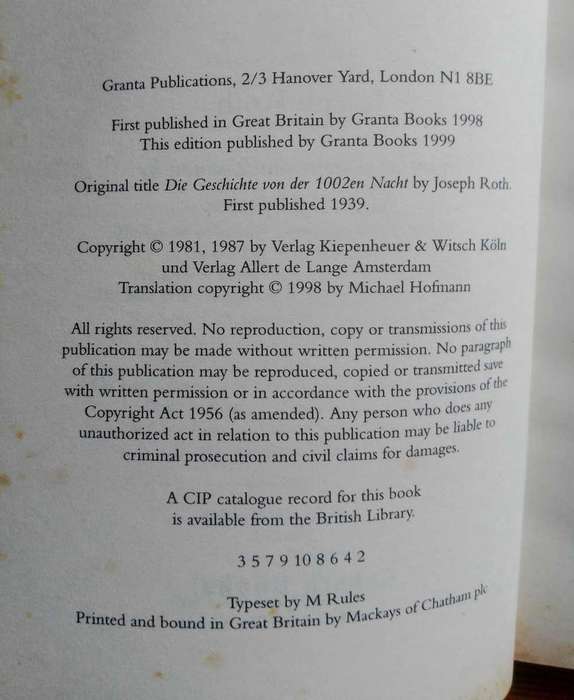 Granta Publications, 2/3 Hanover Yard, London N1 8BE
First published in Great Britain by Granta Books 1998
This edition published by Granta Books 1999
Original title Die Geschichte von der 1002en Nacht by Joseph Roth.
First published 1939.
Copyright © 1981, 1987 by Verlag Kiepenheuer & Witsch Köln
und Verlag Allert de Lange Amsterdam
Translation copyright © 1998 by Michael Hofmann
All rights reserved. No reproduction, copy or transmissions of this
publication may be made without written permission. No paragraph
of this publication may be reproduced, copied or transmitted save
with written permission or in accordance with the provisions of the
Copyright Act 1956 (as amended). Any person who does any
unauthorized act in relation to this publication may be liable to
criminal prosecution and civil claims for damages.
A CIP catalogue record for this book
is available from the British Library.
3 5 7 9 10 8 6 4 2
Typeset by M Rules
Printed and bound in Great Britain by Mackays of Chatham plc